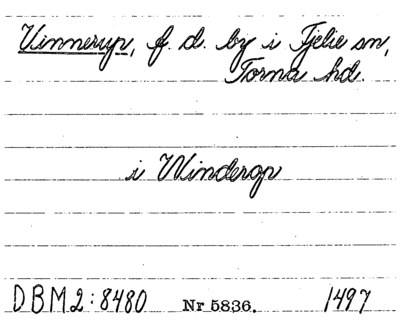 Vinnerup, f. d. by i Fjelie sn,
Torna hd.
i Winderop
DBM2:8480 Nr 5836. 1497